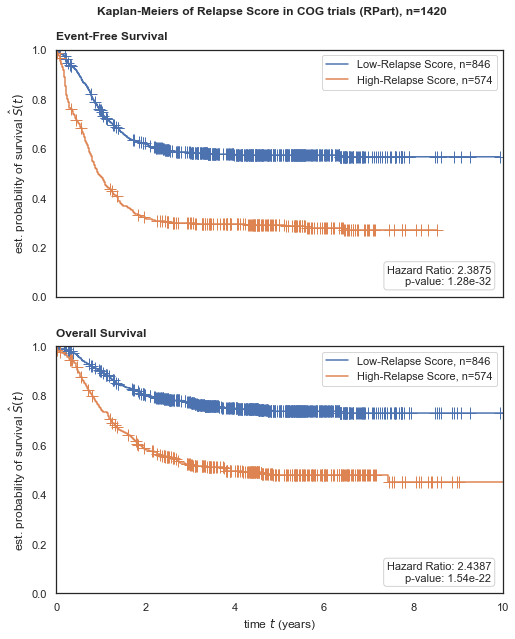 Kaplan-Meiers of Relapse Score in COG trials (RPart), n=1420
Event-Free Survival
1.0
0.8
0.6
0.4
0.2
0.0
est. probability of survival Ŝ(t)
Low-Relapse Score, n=846
High-Relapse Score, n=574
Hazard Ratio: 2.3875
p-value: 1.28e-32
Overall Survival
1.0
0.8
0.6
0.4
0.2
0.0
est. probability of survival Ŝ(t)
Low-Relapse Score, n=846
High-Relapse Score, n=574
Hazard Ratio: 2.4387
p-value: 1.54e-22
0 2 4 6 8 10
time t (years)